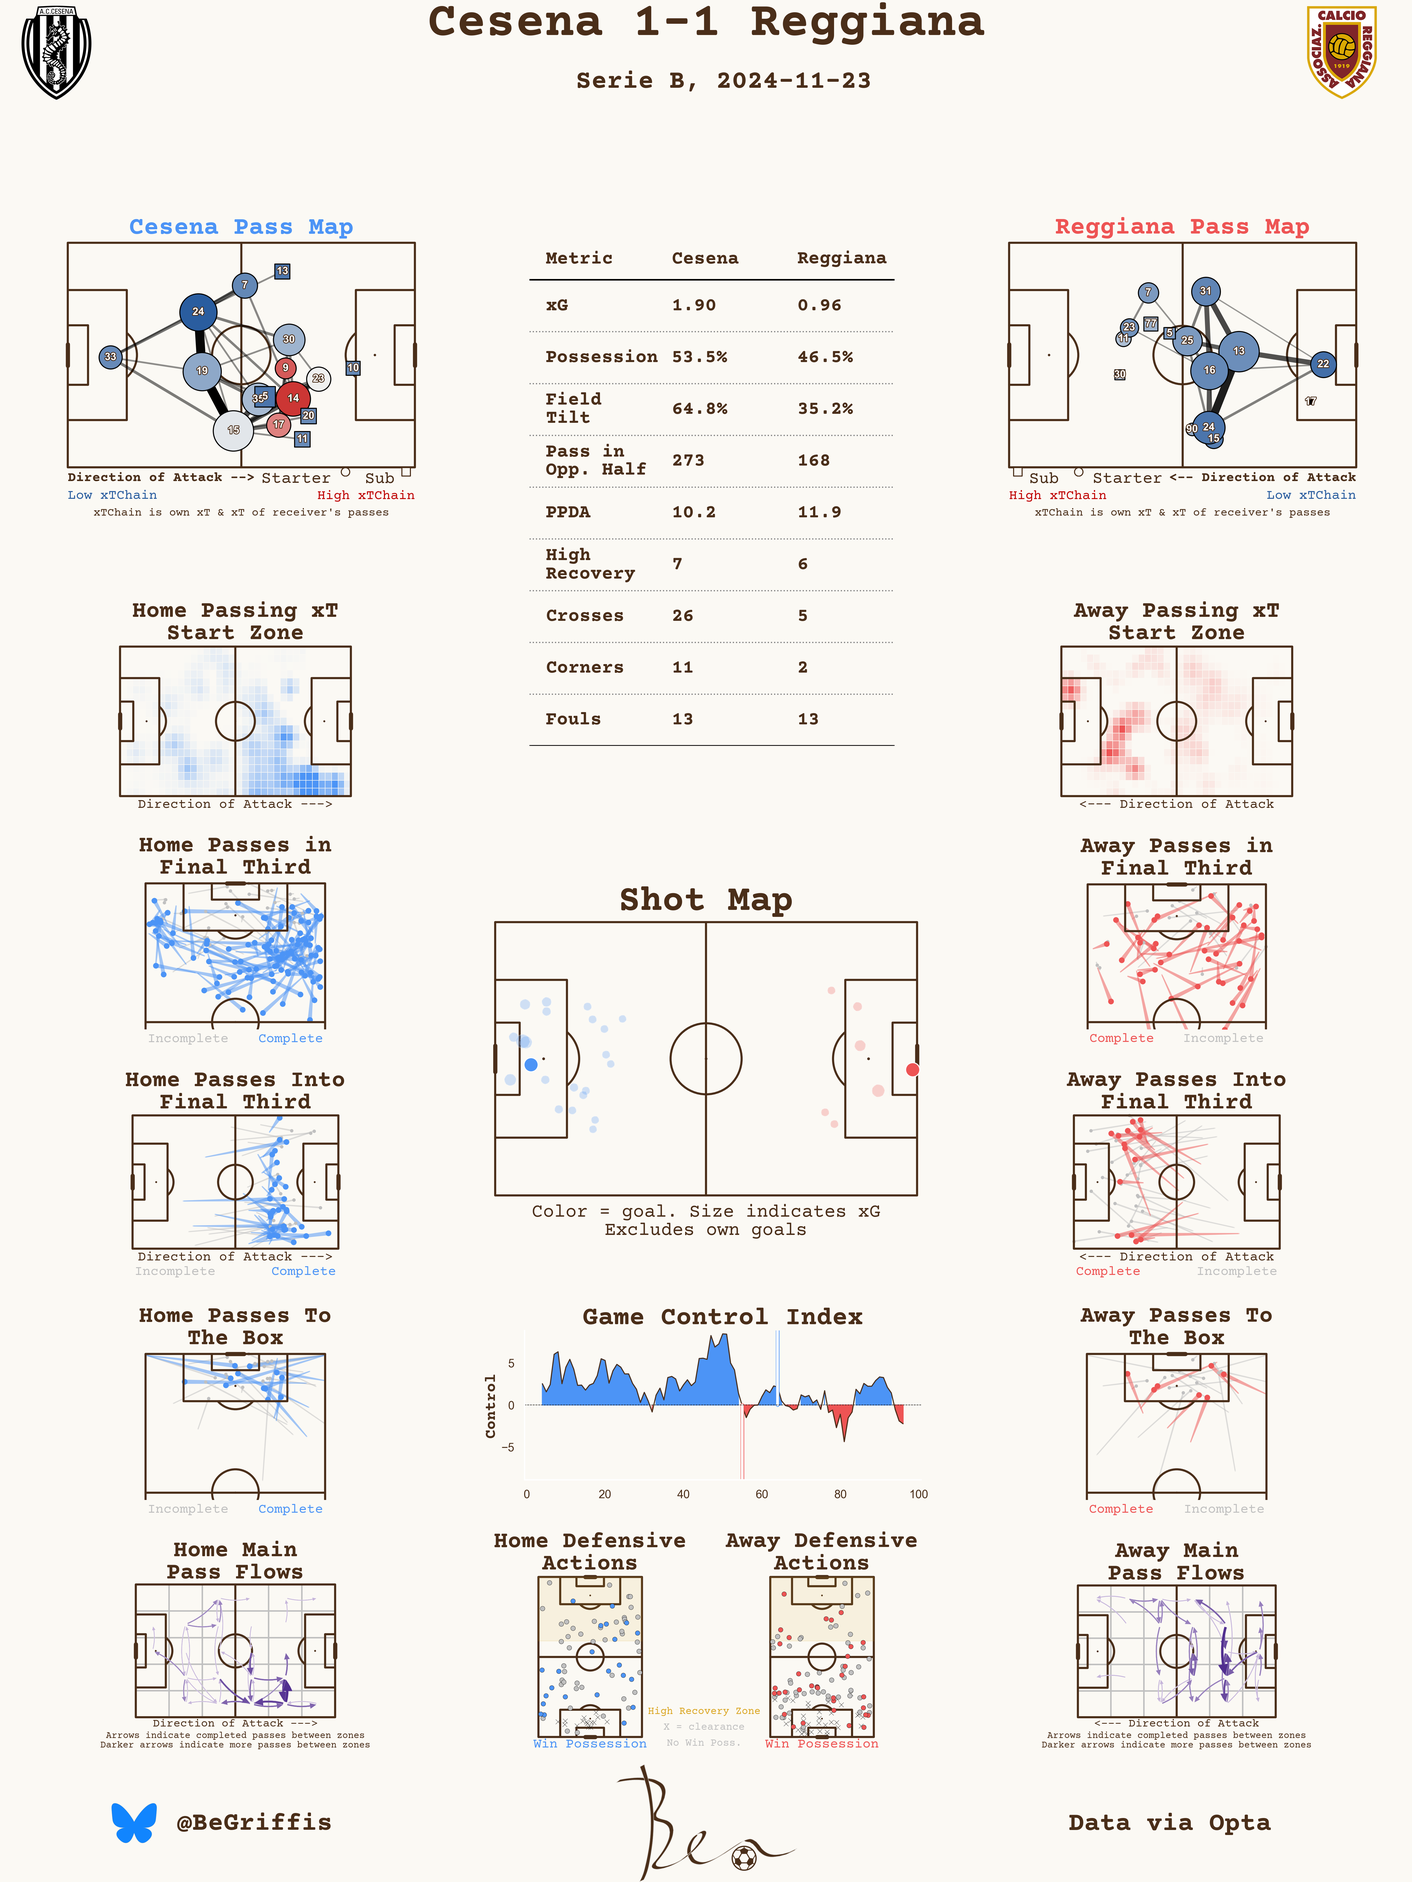 Cesena 1-1 Reggiana
Serie B, 2024-11-23
A.C.CESENA
CALCIO
REGGIANA
ASSOCIAZ.
1919
Cesena Pass Map
13
7
24
30
33
9
10
19
23
35
5
14
20
17
15
11
Direction of Attack --> Starter Sub
Low xTChain High xTChain
xTChain is own xT & xT of receiver's passes
Metric Cesena Reggiana
xG 1.90 0.96
Possession 53.5% 46.5%
Field
Tilt 64.8% 35.2%
Pass in
Opp. Half 273 168
PPDA 10.2 11.9
High
Recovery 7 6
Crosses 26 5
Corners 11 2
Fouls 13 13
Reggiana Pass Map
7
31
23
77
5
11
25
13
22
16
30
17
90
24
15
Sub Starter <-- Direction of Attack
High xTChain Low xTChain
xTChain is own xT & xT of receiver's passes
Home Passing xT
Start Zone
Direction of Attack --->
Away Passing xT
Start Zone
<--- Direction of Attack
Home Passes in
Final Third
Incomplete Complete
Away Passes in
Final Third
Complete Incomplete
Shot Map
Color = goal. Size indicates xG
Excludes own goals
Home Passes Into
Final Third
Direction of Attack --->
Incomplete Complete
Away Passes Into
Final Third
<--- Direction of Attack
Complete Incomplete
Home Passes To
The Box
Incomplete Complete
Game Control Index
Control
5
0
−5
0 20 40 60 80 100
Away Passes To
The Box
Complete Incomplete
Home Main
Pass Flows
Direction of Attack --->
Arrows indicate completed passes between zones
Darker arrows indicate more passes between zones
Home Defensive
Actions
Win Possession
Away Defensive
Actions
Win Possession
High Recovery Zone
X = clearance
No Win Poss.
Away Main
Pass Flows
<--- Direction of Attack
Arrows indicate completed passes between zones
Darker arrows indicate more passes between zones
@BeGriffis
Ben
Data via Opta